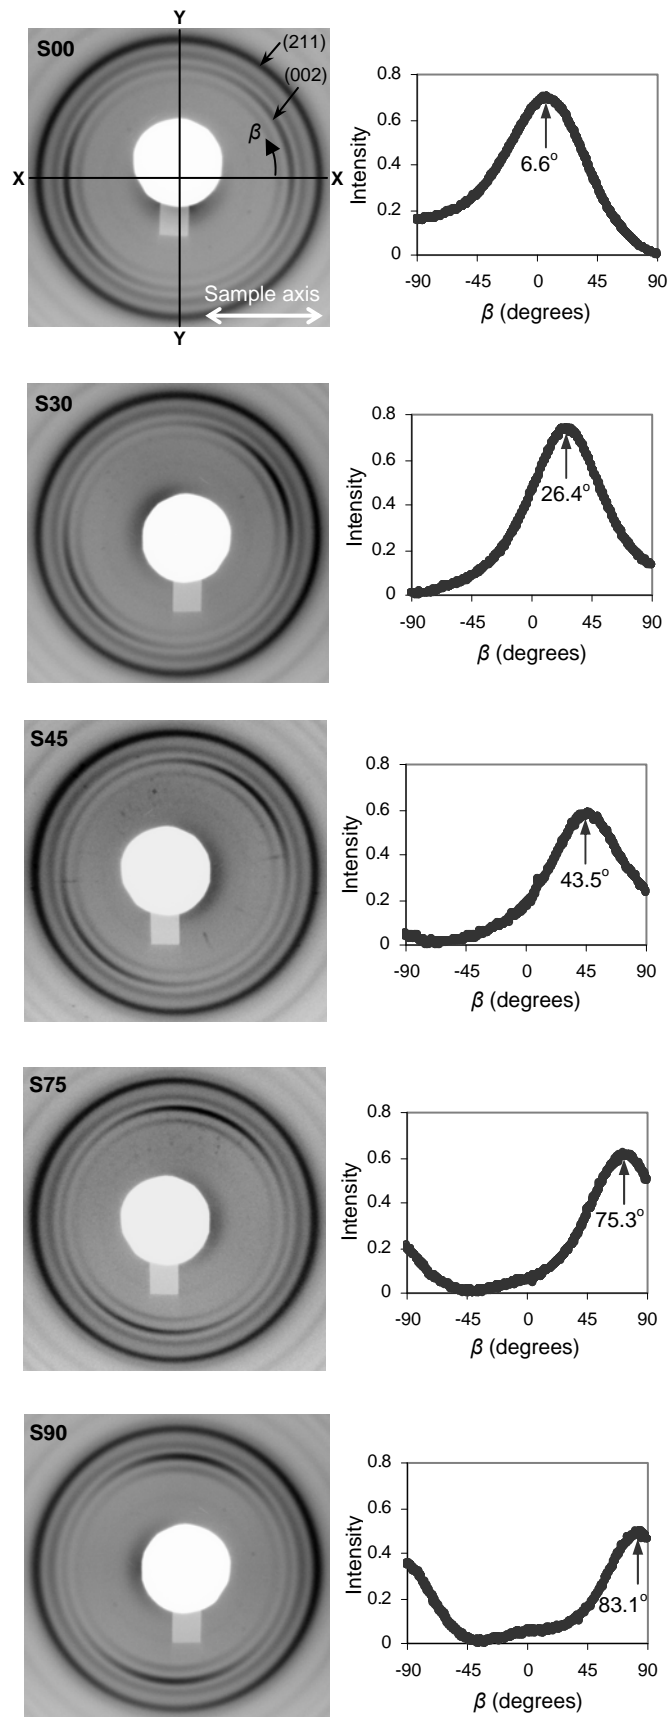 Y
S00
(211)
(002)
β
X X
Sample axis
Y
0.8
0.6
0.4
0.2
0
Intensity
6.6°
-90 -45 0 45 90
β (degrees)
S30
0.8
0.6
0.4
0.2
0
Intensity
26.4°
-90 -45 0 45 90
β (degrees)
S45
0.8
0.6
0.4
0.2
0
Intensity
43.5°
-90 -45 0 45 90
β (degrees)
S75
0.8
0.6
0.4
0.2
0
Intensity
75.3°
-90 -45 0 45 90
β (degrees)
S90
0.8
0.6
0.4
0.2
0
Intensity
83.1°
-90 -45 0 45 90
β (degrees)